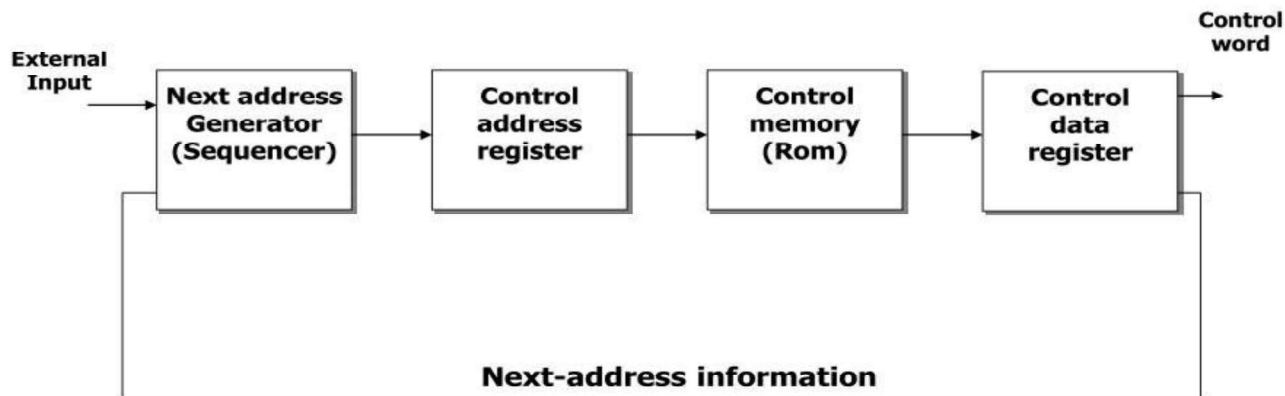 External
Input
Next address
Generator
(Sequencer)
Control
address
register
Control
memory
(Rom)
Control
data
register
Control
word
Next-address information